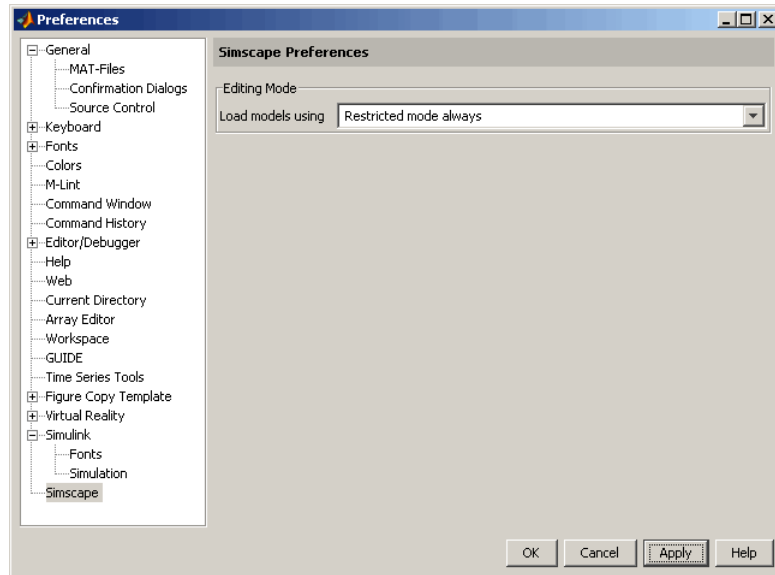 Preferences
General
MAT-Files
Confirmation Dialogs
Source Control
Keyboard
Fonts
Colors
M-Lint
Command Window
Command History
Editor/Debugger
Help
Web
Current Directory
Array Editor
Workspace
GUIDE
Time Series Tools
Figure Copy Template
Virtual Reality
Simulink
Fonts
Simulation
Simscape
Simscape Preferences
Editing Mode
Load models using Restricted mode always
OK Cancel Apply Help